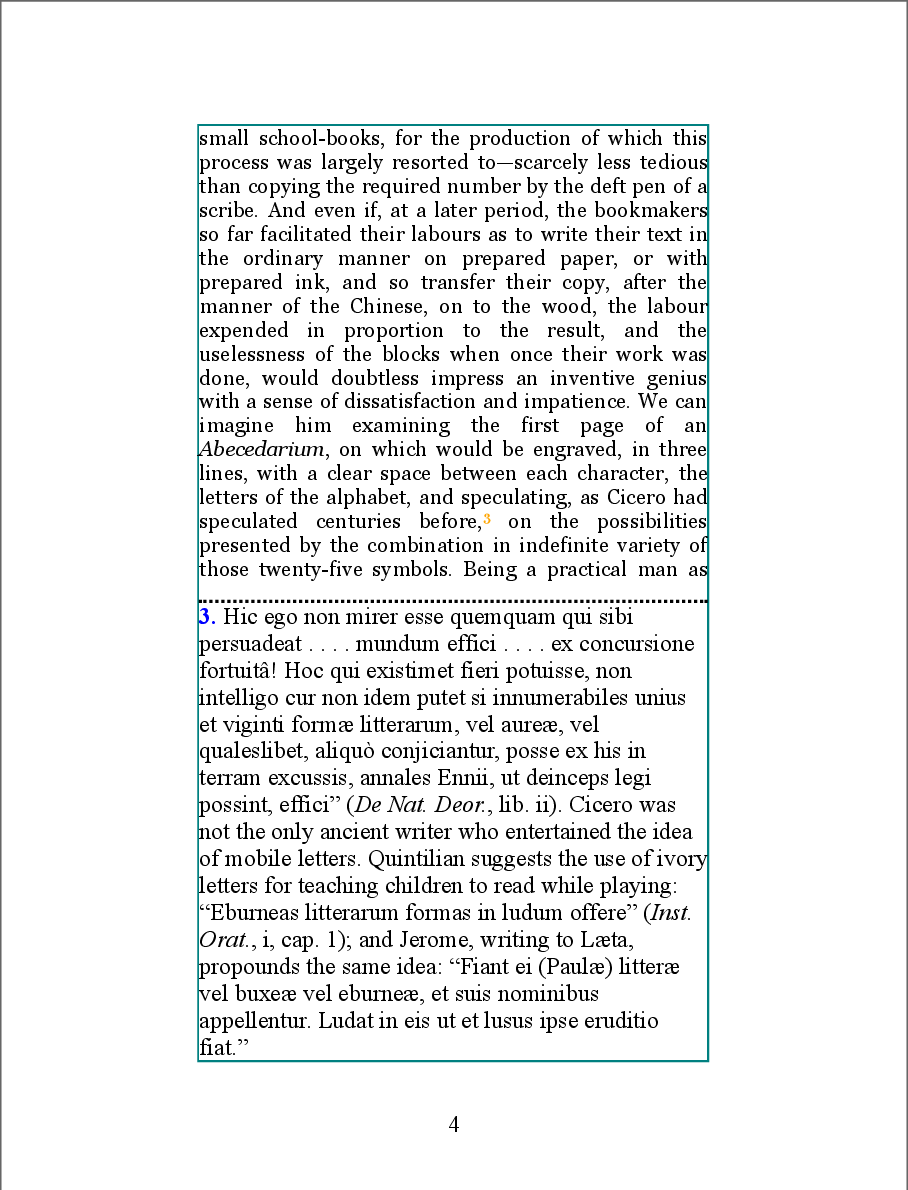 small school-books, for the production of which this
process was largely resorted to—scarcely less tedious
than copying the required number by the deft pen of a
scribe. And even if, at a later period, the bookmakers
so far facilitated their labours as to write their text in
the ordinary manner on prepared paper, or with
prepared ink, and so transfer their copy, after the
manner of the Chinese, on to the wood, the labour
expended in proportion to the result, and the
uselessness of the blocks when once their work was
done, would doubtless impress an inventive genius
with a sense of dissatisfaction and impatience. We can
imagine him examining the first page of an
Abecedarium, on which would be engraved, in three
lines, with a clear space between each character, the
letters of the alphabet, and speculating, as Cicero had
speculated centuries before,3 on the possibilities
presented by the combination in indefinite variety of
those twenty-five symbols. Being a practical man as
3. Hic ego non mirer esse quemquam qui sibi
persuadeat . . . . mundum effici . . . . ex concursione
fortuitâ! Hoc qui existimet fieri potuisse, non
intelligo cur non idem putet si innumerabiles unius
et viginti formæ litterarum, vel aureæ, vel
qualeslibet, aliquò conjiciantur, posse ex his in
terram excussis, annales Ennii, ut deinceps legi
possint, effici” (De Nat. Deor., lib. ii). Cicero was
not the only ancient writer who entertained the idea
of mobile letters. Quintilian suggests the use of ivory
letters for teaching children to read while playing:
“Eburneas litterarum formas in ludum offere” (Inst.
Orat., i, cap. 1); and Jerome, writing to Læta,
propounds the same idea: “Fiant ei (Paulæ) litteræ
vel buxeæ vel eburneæ, et suis nominibus
appellentur. Ludat in eis ut et lusus ipse eruditio
fiat.”
4